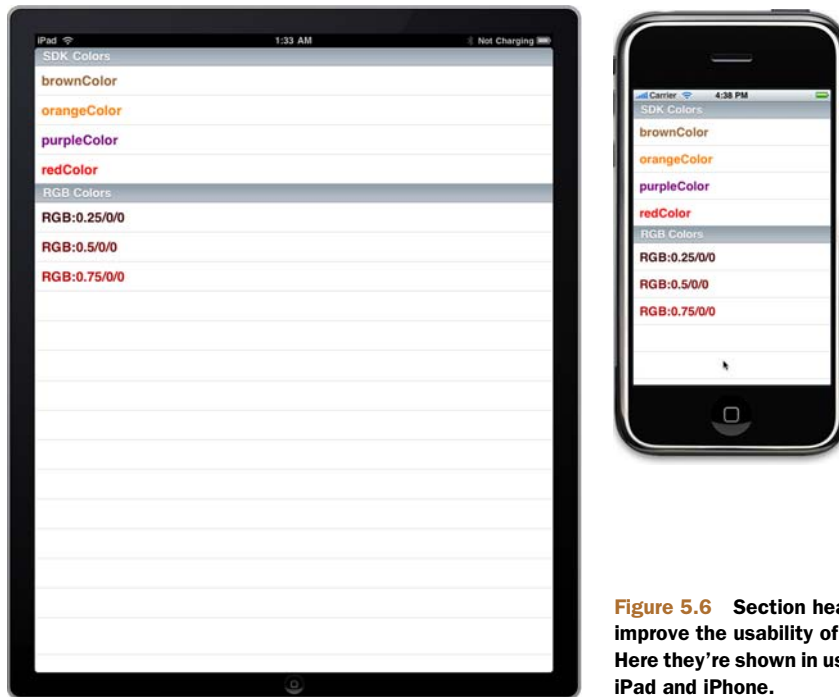 iPad 1:33 AM Not Charging
SDK Colors
brownColor
orangeColor
purpleColor
redColor
RGB Colors
RGB:0.25/0/0
RGB:0.5/0/0
RGB:0.75/0/0
Carrier 4:38 PM
SDK Colors
brownColor
orangeColor
purpleColor
redColor
RGB Colors
RGB:0.25/0/0
RGB:0.5/0/0
RGB:0.75/0/0
Figure 5.6 Section hea
improve the usability of
Here they're shown in us
iPad and iPhone.